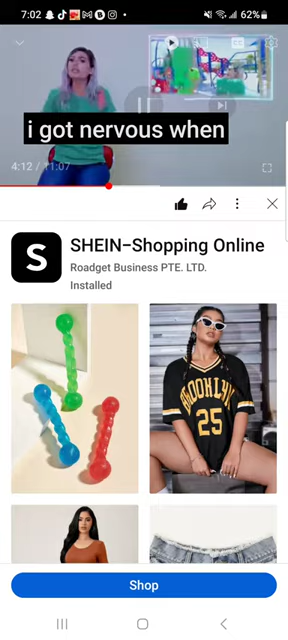 7:02
62%
i got nervous when
4:12 / 11:07
S
SHEIN-Shopping Online
Roadget Business PTE. LTD.
Installed
BROOKLYN
25
Shop